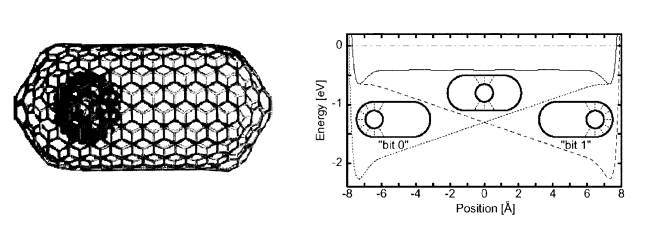 0
-1
-2
Energy [eV]
"bit 0"
"bit 1"
-8 -6 -4 -2 0 2 4 6 8
Position [Å]